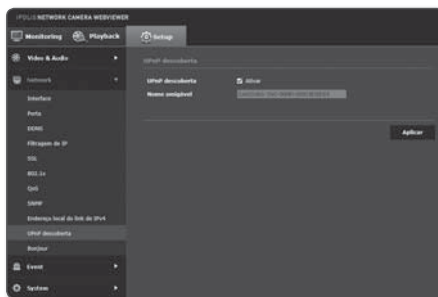 iPOLiS NETWORK CAMERA WEBVIEWER
Monitoring Playback Setup
Video & Audio
Network
Interface
Porta
DDNS
Filtragem de IP
SSL
802.1x
QoS
SNMP
Endereço local do link de IPv4
UPnP descoberta
Bonjour
Event
System
UPnP descoberta
UPnP descoberta Ativar
Nome amigável
Aplicar